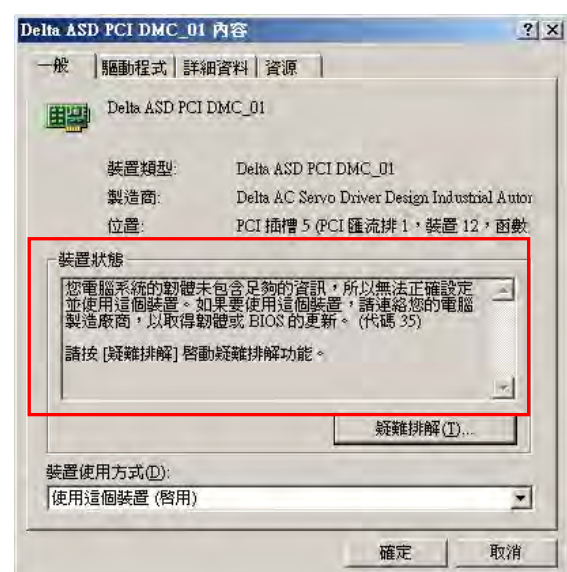 Delta ASD PCI DMC_01 內容
一般 驅動程式 詳細資料 資源
Delta ASD PCI DMC_01
裝置類型: Delta ASD PCI DMC_01
製造商: Delta AC Servo Driver Design Industrial Autor
位置: PCI 插槽 5 (PCI 匯流排 1，裝置 12，函數
裝置狀態
您電腦系統的韌體未包含足夠的資訊，所以無法正確設定
並使用這個裝置。如果要使用這個裝置，請連絡您的電腦
製造廠商，以取得韌體或 BIOS 的更新。 (代碼 35)
請按 [疑難排解] 啟動疑難排解功能。
疑難排解(T)...
裝置使用方式(D):
使用這個裝置 (啟用)
確定 取消